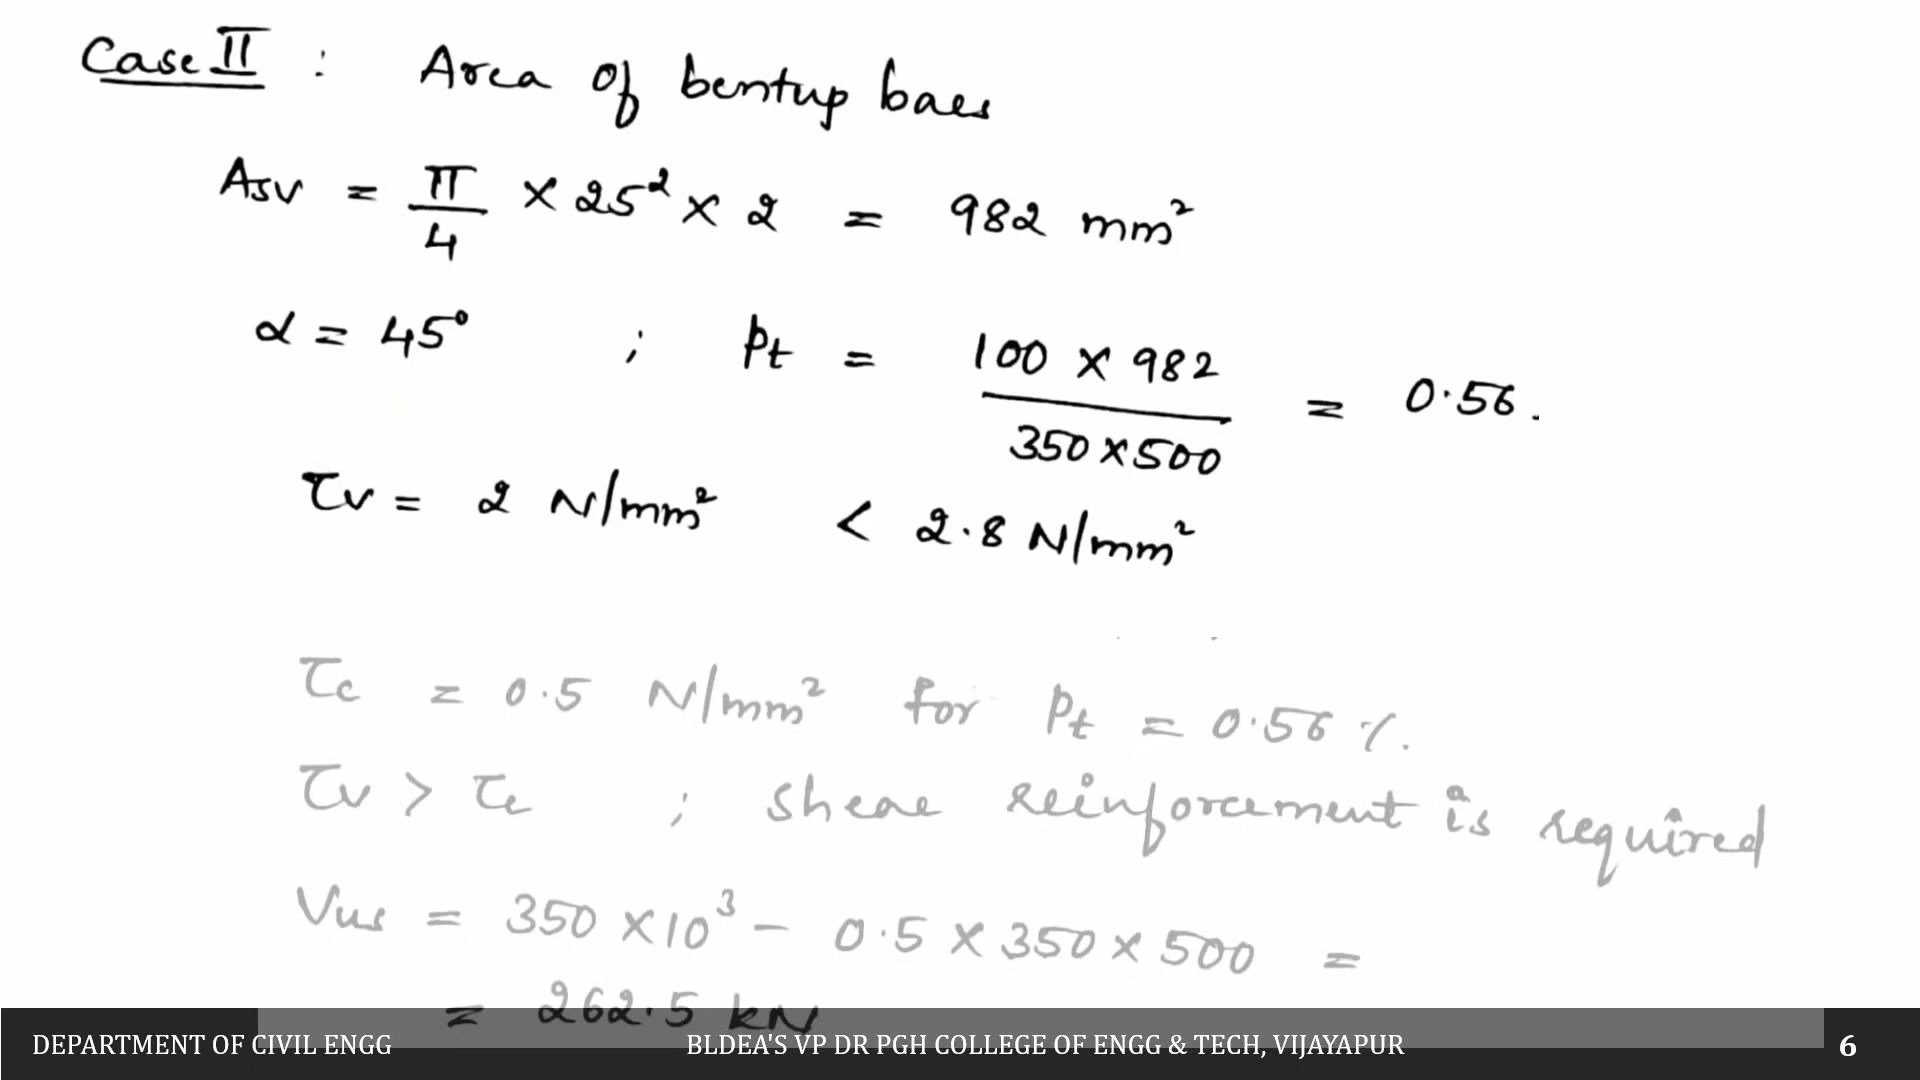 Case II : Area of bentup bars
Asv = π/4 × 25² × 2 = 982 mm²
α = 45° ; Pt = 100 × 982 / 350 × 500 = 0.56.
τv = 2 N/mm² < 2.8 N/mm²
τc = 0.5 N/mm² for Pt = 0.56 %.
τv > τc ; shear reinforcement is required
Vus = 350 × 10³ – 0.5 × 350 × 500 =
= 262.5 kN
DEPARTMENT OF CIVIL ENGG BLDEA'S VP DR PGH COLLEGE OF ENGG & TECH, VIJAYAPUR 6